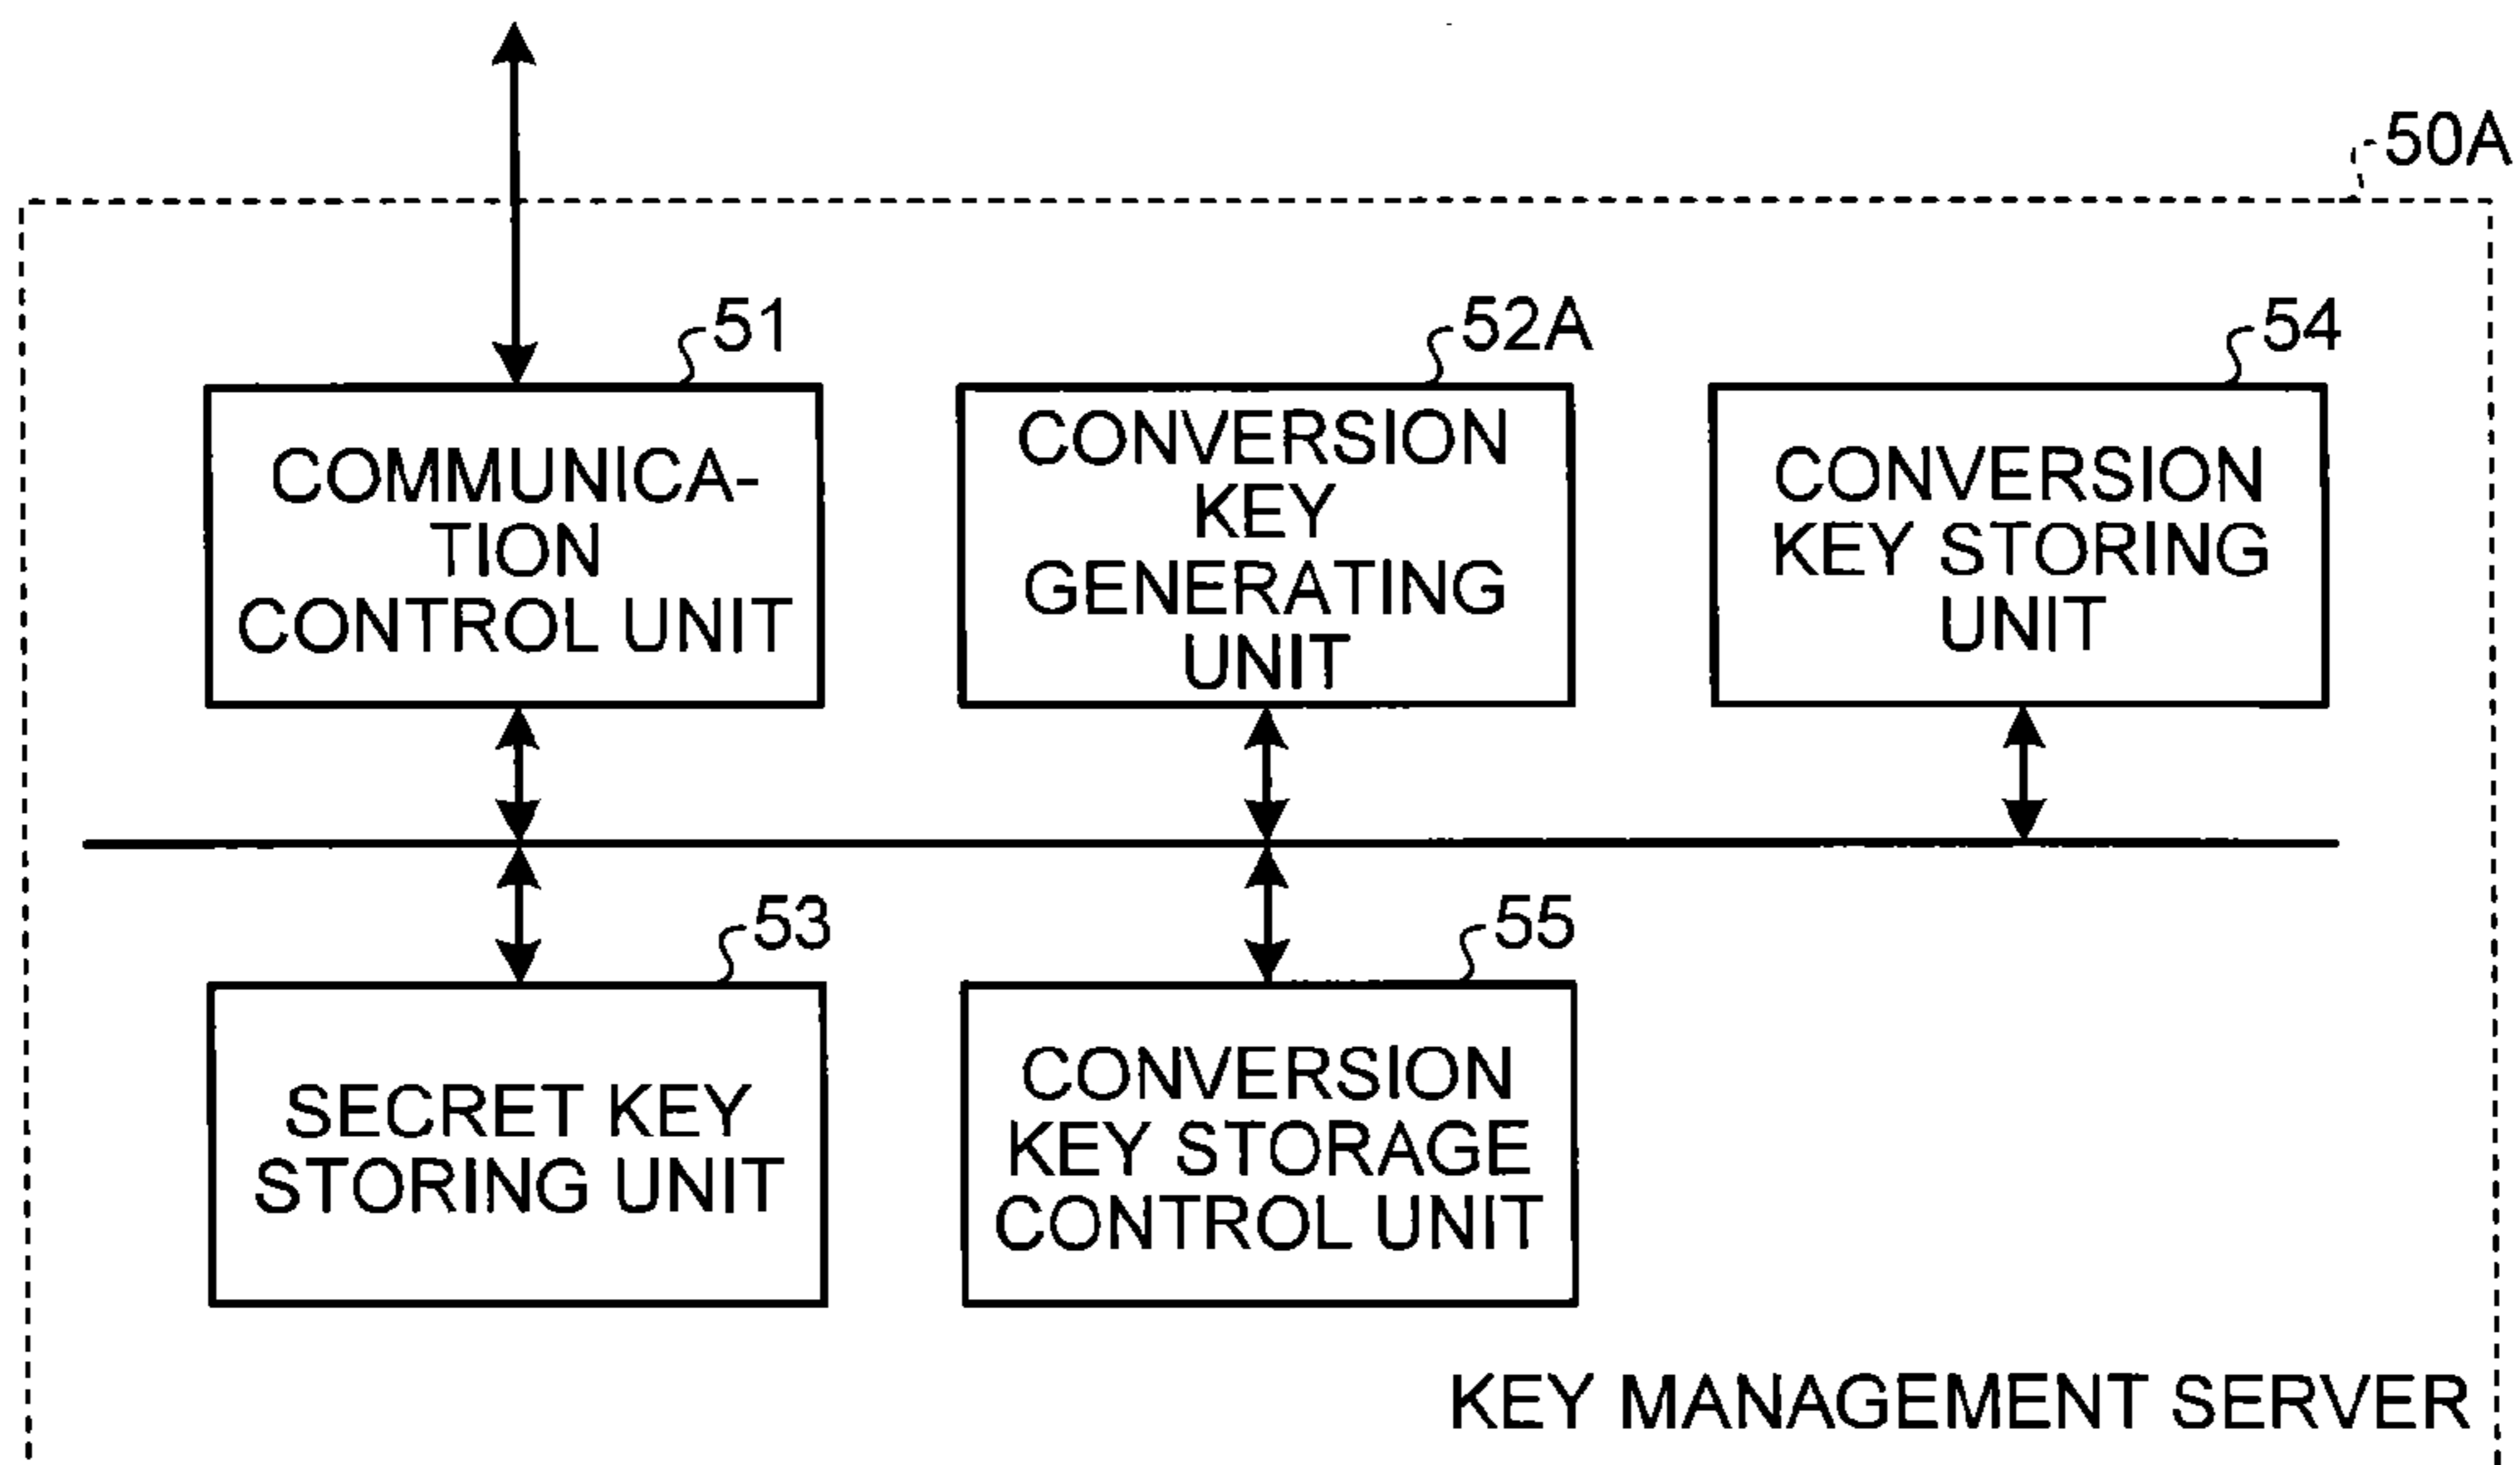 50A
51
COMMUNICA-
TION
CONTROL UNIT
52A
CONVERSION
KEY
GENERATING
UNIT
54
CONVERSION
KEY STORING
UNIT
53
SECRET KEY
STORING UNIT
55
CONVERSION
KEY STORAGE
CONTROL UNIT
KEY MANAGEMENT SERVER